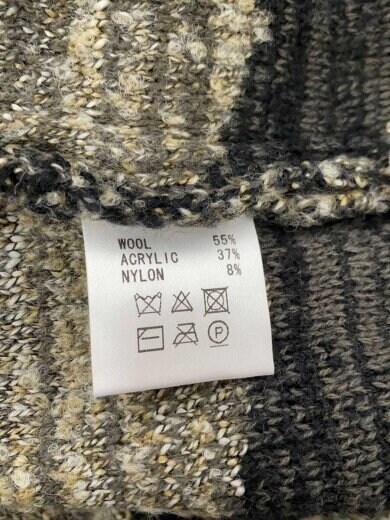 WOOL 55%
ACRYLIC 37%
NYLON 8%
P